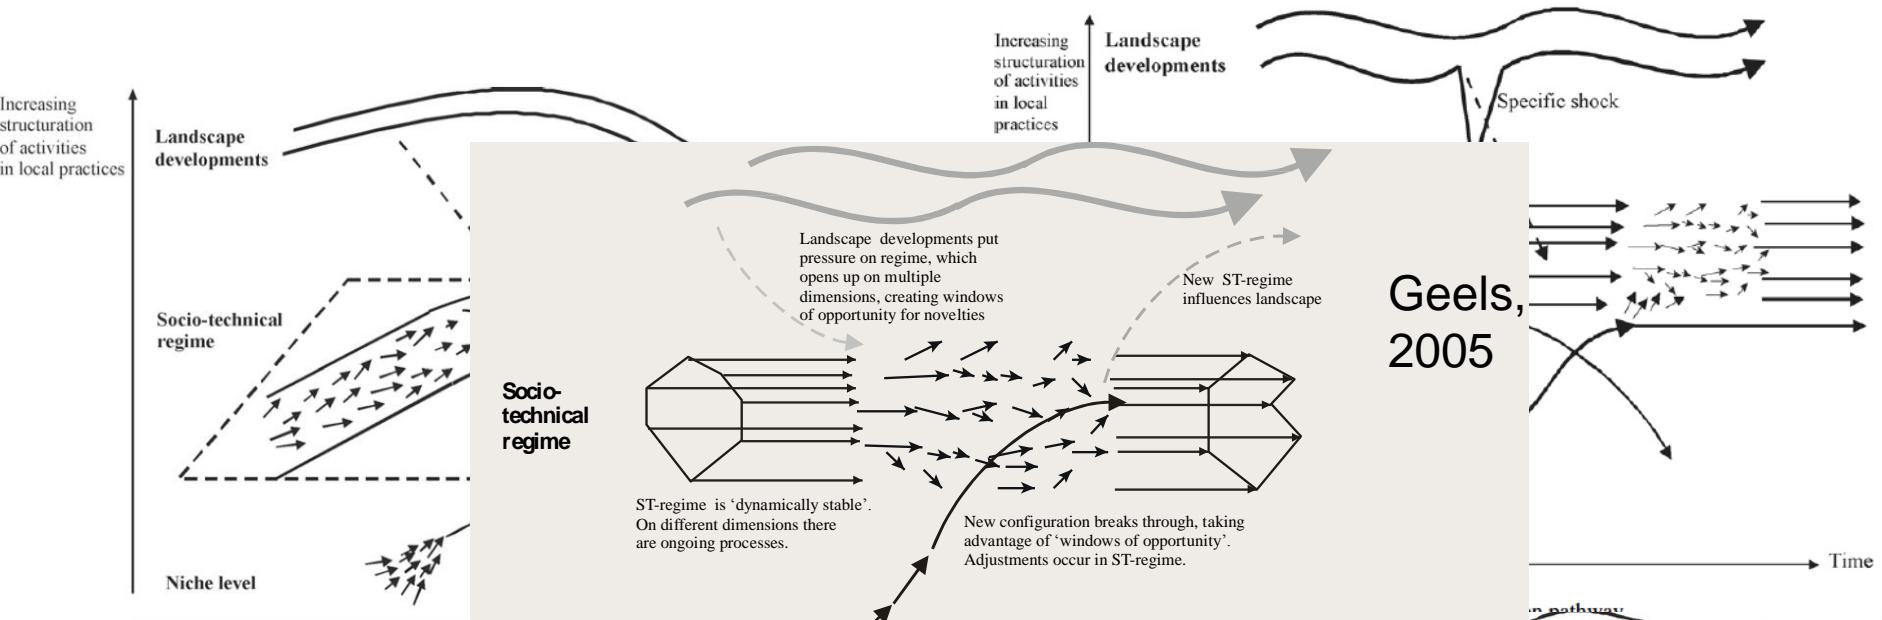 Increasing
structuration
of activities
in local practices
Landscape
developments
Socio-technical
regime
Niche level
Increasing
structuration
of activities
in local
practices
Landscape
developments
Specific shock
Landscape developments put
pressure on regime, which
opens up on multiple
dimensions, creating windows
of opportunity for novelties
New ST-regime
influences landscape
Geels,
2005
Socio-
technical
regime
ST-regime is ‘dynamically stable’.
On different dimensions there
are ongoing processes.
New configuration breaks through, taking
advantage of ‘windows of opportunity’.
Adjustments occur in ST-regime.
Time
pathway